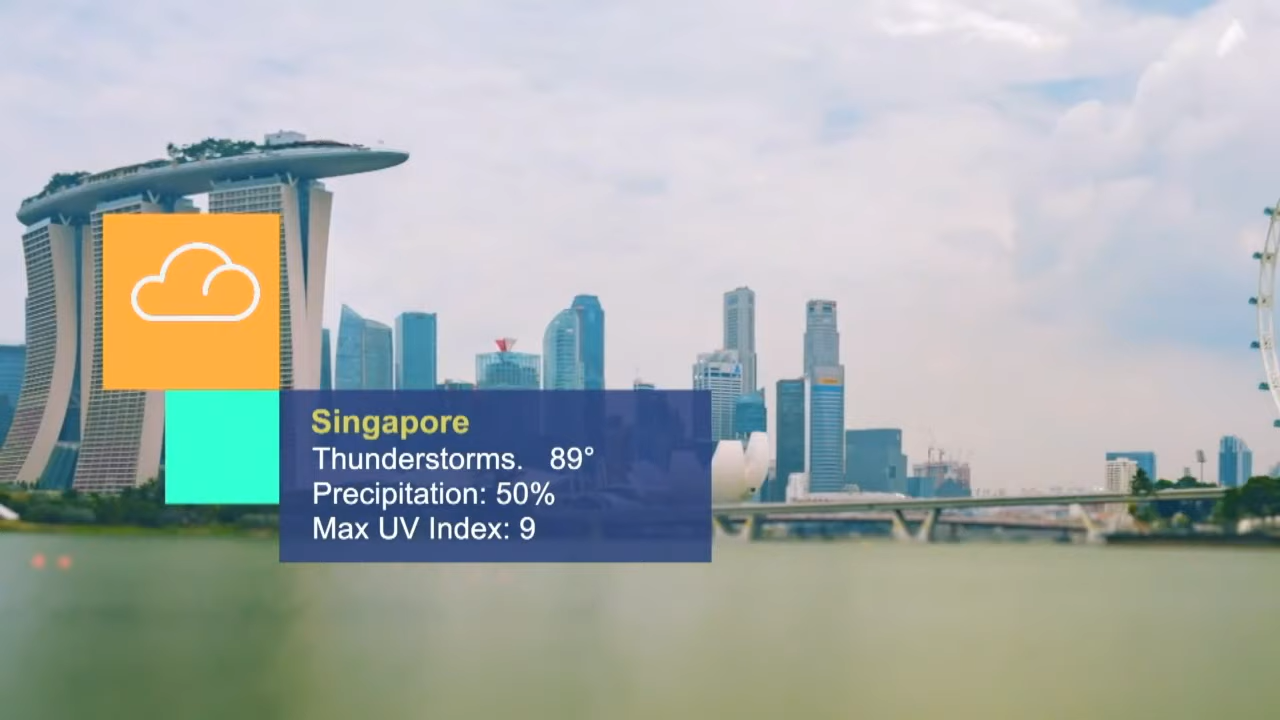 Singapore
Thunderstorms. 89°
Precipitation: 50%
Max UV Index: 9